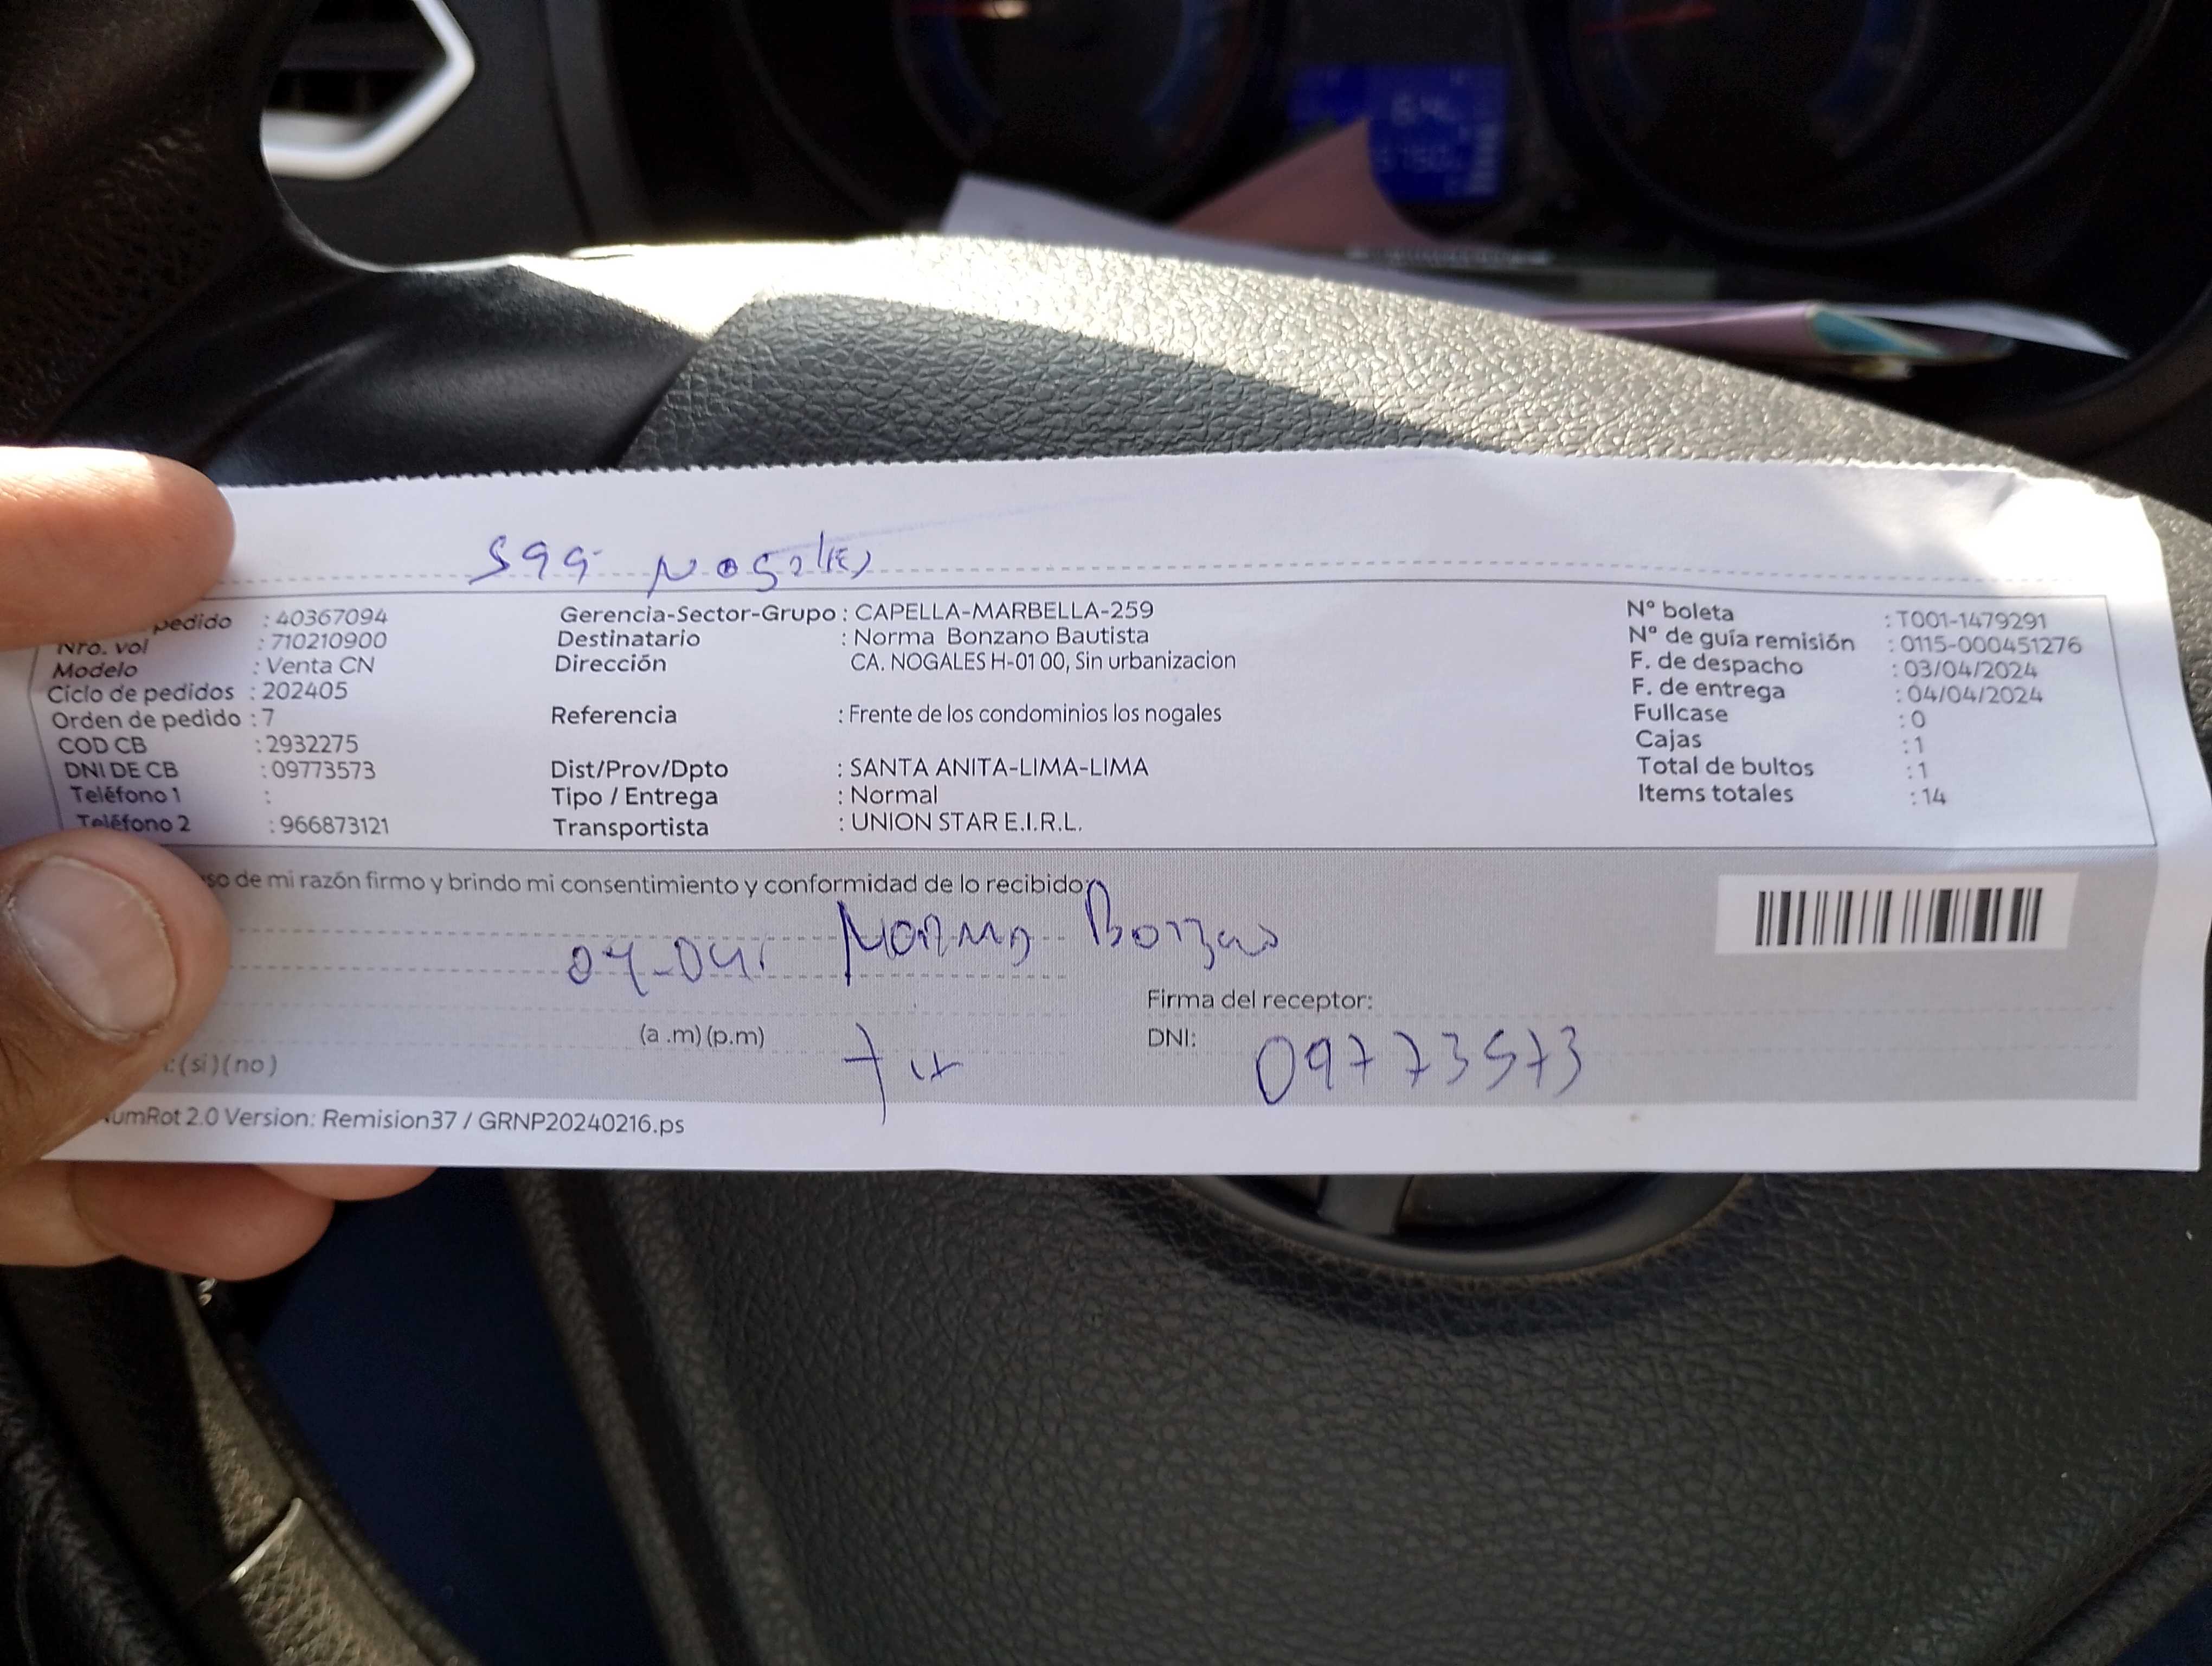 599 Nogales
pedido : 40367094
Nro. vol : 710210900
Modelo : Venta CN
Ciclo de pedidos : 202405
Orden de pedido : 7
COD CB : 2932275
DNI DE CB : 09773573
Teléfono 1 :
Teléfono 2 : 966873121
Gerencia-Sector-Grupo : CAPELLA-MARBELLA-259
Destinatario : Norma Bonzano Bautista
Dirección CA. NOGALES H-01 00, Sin urbanizacion
Referencia : Frente de los condominios los nogales
Dist/Prov/Dpto : SANTA ANITA-LIMA-LIMA
Tipo / Entrega : Normal
Transportista : UNION STAR E.I.R.L.
N° boleta : T001-1479291
N° de guía remisión : 0115-000451276
F. de despacho : 03/04/2024
F. de entrega : 04/04/2024
Fullcase : 0
Cajas : 1
Total de bultos : 1
Items totales : 14
so de mi razón firmo y brindo mi consentimiento y conformidad de lo recibido:
04-04 Norma
Firma del receptor:
(a .m) (p.m)
DNI: 09773573
: (si) (no)
umRot 2.0 Version: Remision37 / GRNP20240216.ps